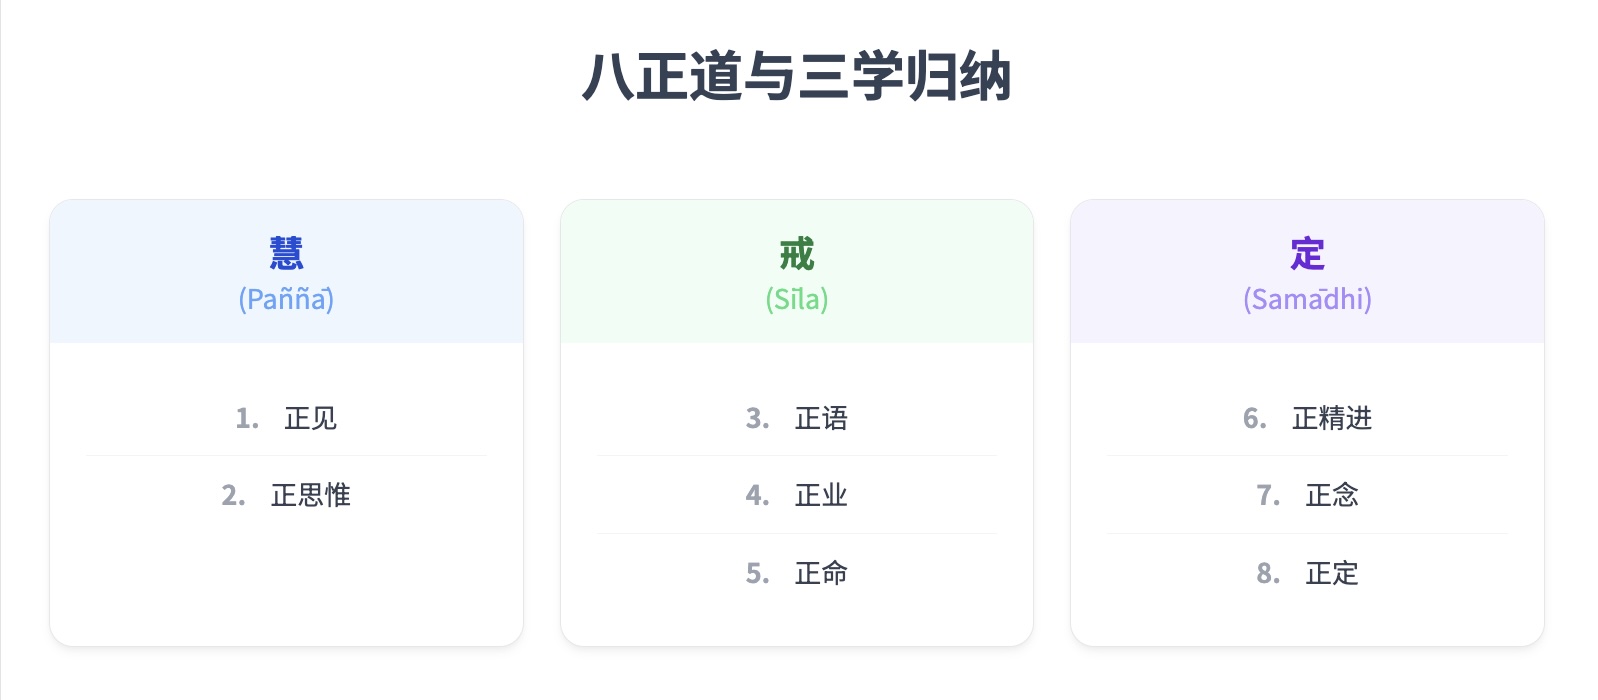 八正道与三学归纳
慧
(Paññā)
1. 正见
2. 正思惟
戒
(Sīla)
3. 正语
4. 正业
5. 正命
定
(Samādhi)
6. 正精进
7. 正念
8. 正定